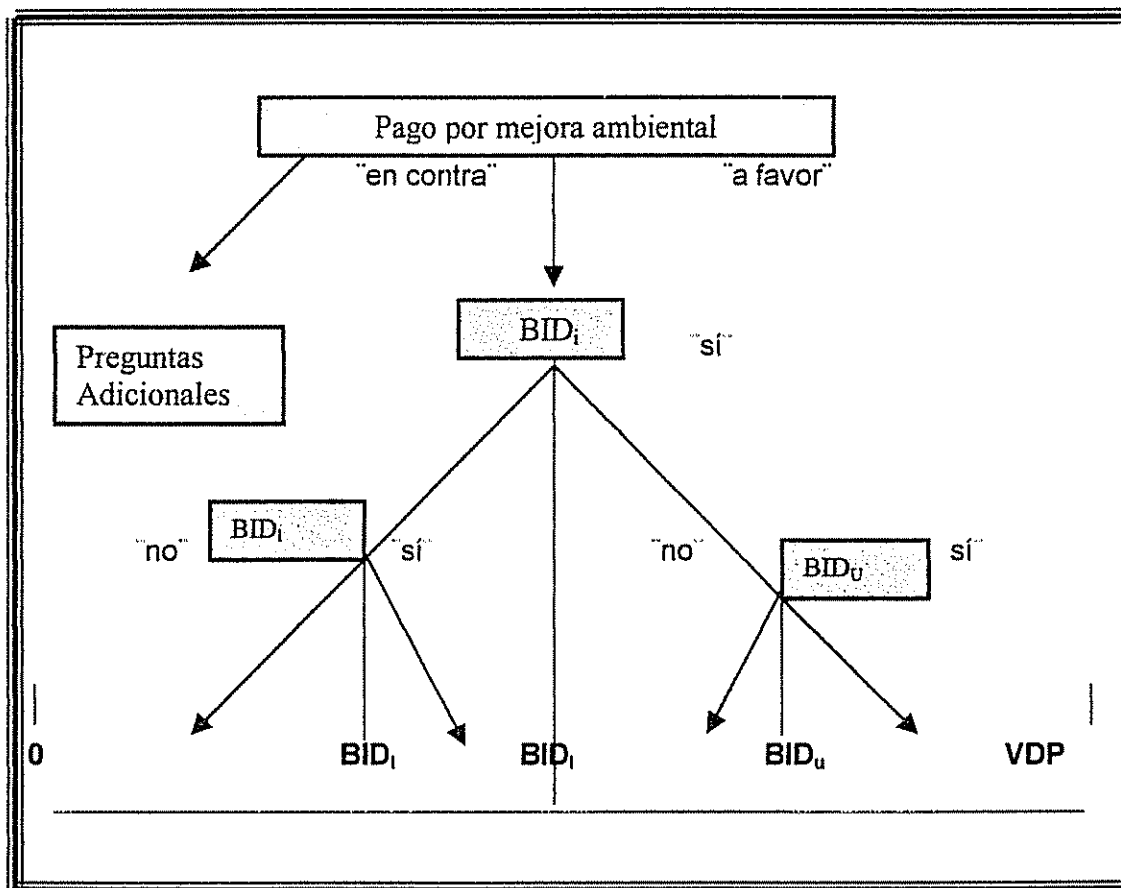 Pago por mejora ambiental
¨en contra¨ ¨a favor¨
BIDi
¨sí¨
Preguntas
Adicionales
¨no¨ BIDl ¨sí¨ ¨no¨ BIDU sí¨
0 BIDl BIDl BIDu VDP